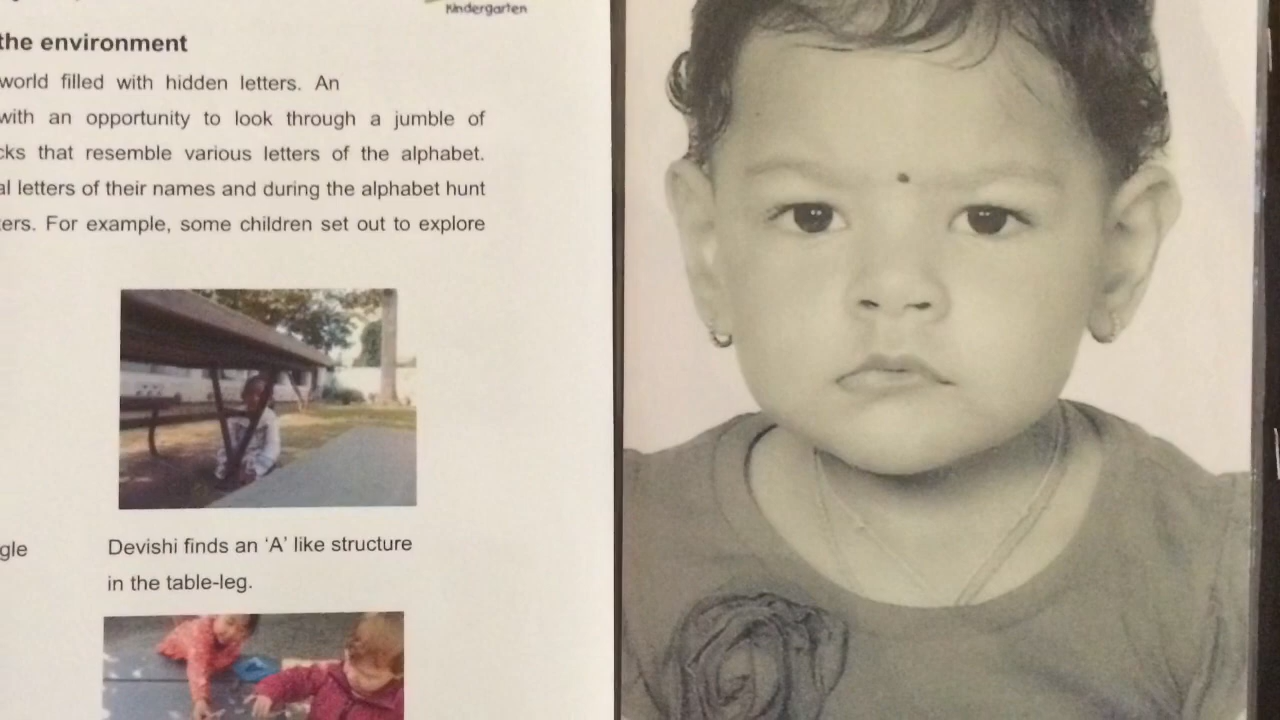 Kindergarten
the environment
world filled with hidden letters. An
with an opportunity to look through a jumble of
cks that resemble various letters of the alphabet.
al letters of their names and during the alphabet hunt
ers. For example, some children set out to explore
gle
Devishi finds an ‘A’ like structure
in the table-leg.